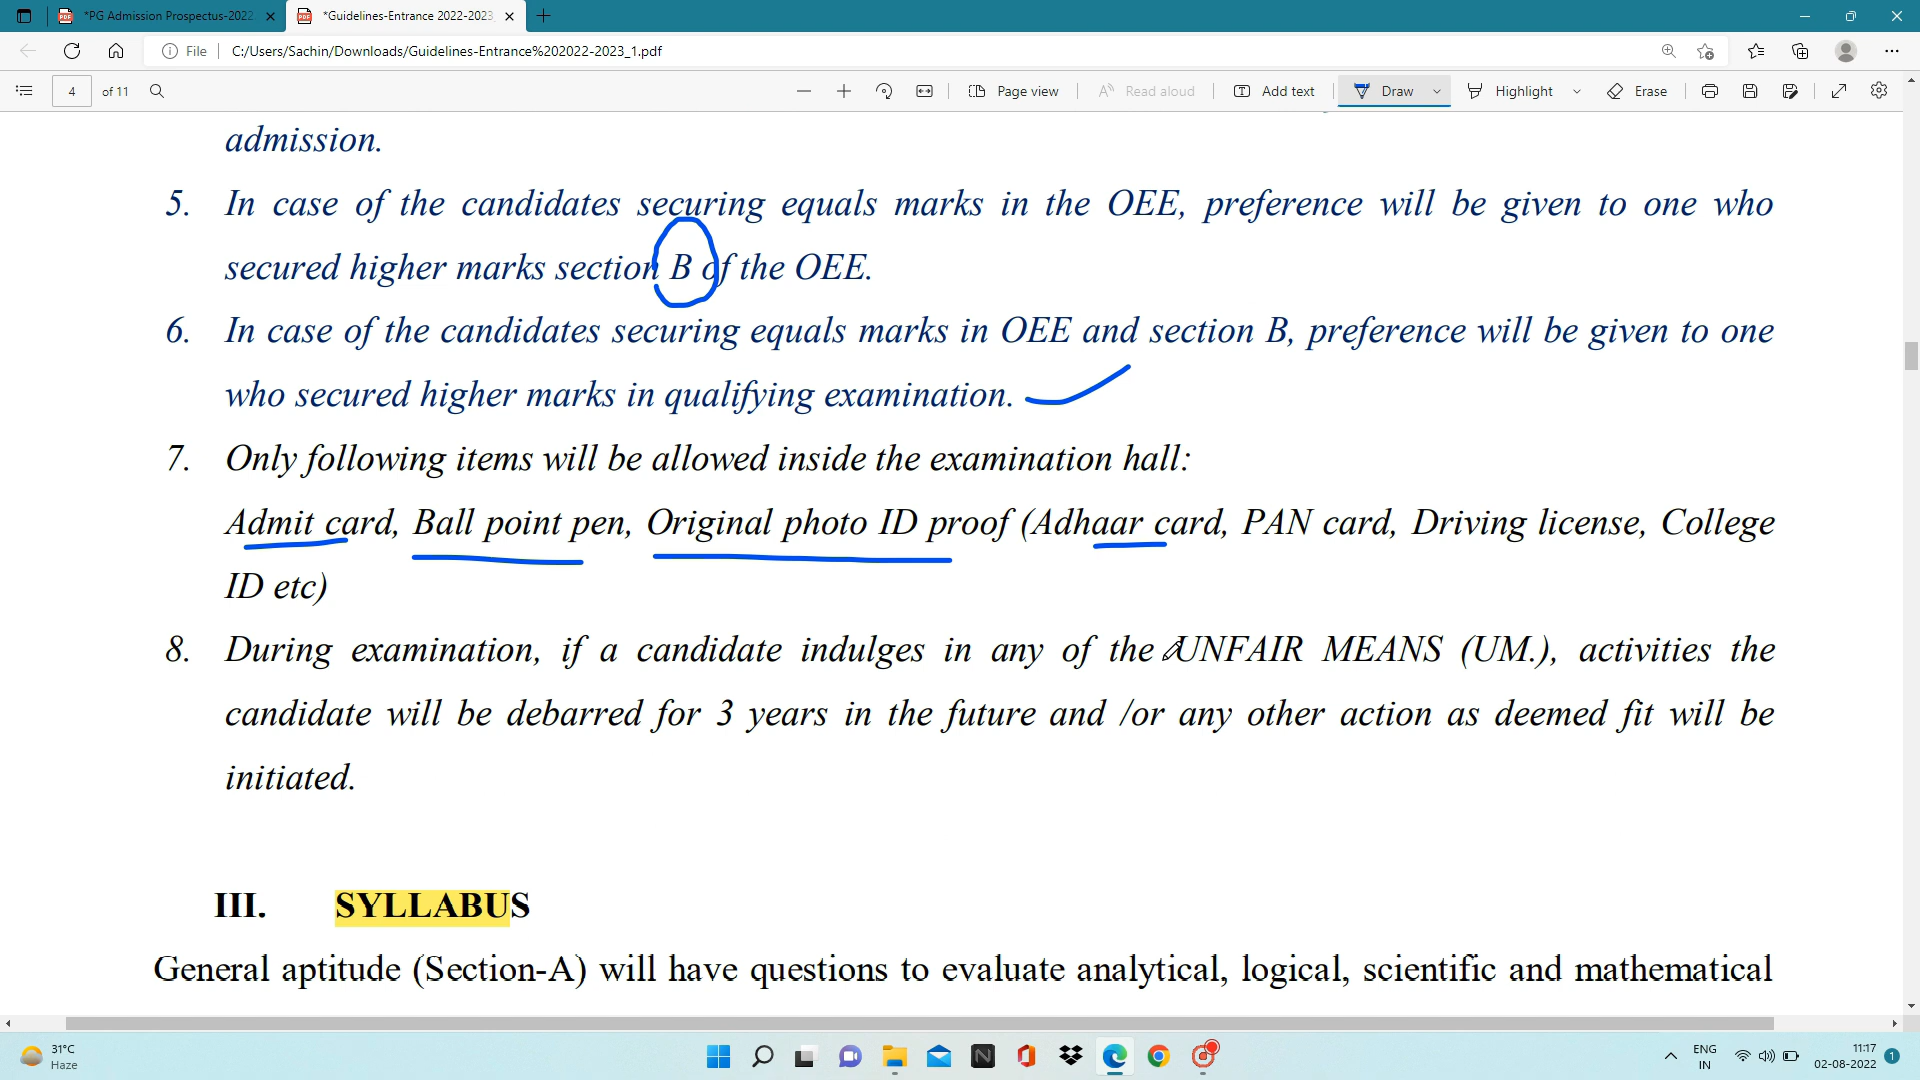 *PG Admission Prospectus-2022
*Guidelines-Entrance 2022-2023
File
C:/Users/Sachin/Downloads/Guidelines-Entrance%202022-2023_1.pdf
4 of 11
Page view
Read aloud
Add text
Draw
Highlight
Erase
admission.
5. In case of the candidates securing equals marks in the OEE, preference will be given to one who
secured higher marks section B of the OEE.
6. In case of the candidates securing equals marks in OEE and section B, preference will be given to one
who secured higher marks in qualifying examination.
7. Only following items will be allowed inside the examination hall:
Admit card, Ball point pen, Original photo ID proof (Adhaar card, PAN card, Driving license, College
ID etc)
8. During examination, if a candidate indulges in any of the UNFAIR MEANS (UM.), activities the
candidate will be debarred for 3 years in the future and /or any other action as deemed fit will be
initiated.
III. SYLLABUS
General aptitude (Section-A) will have questions to evaluate analytical, logical, scientific and mathematical
31°C
Haze
ENG
IN
11:17
02-08-2022
1